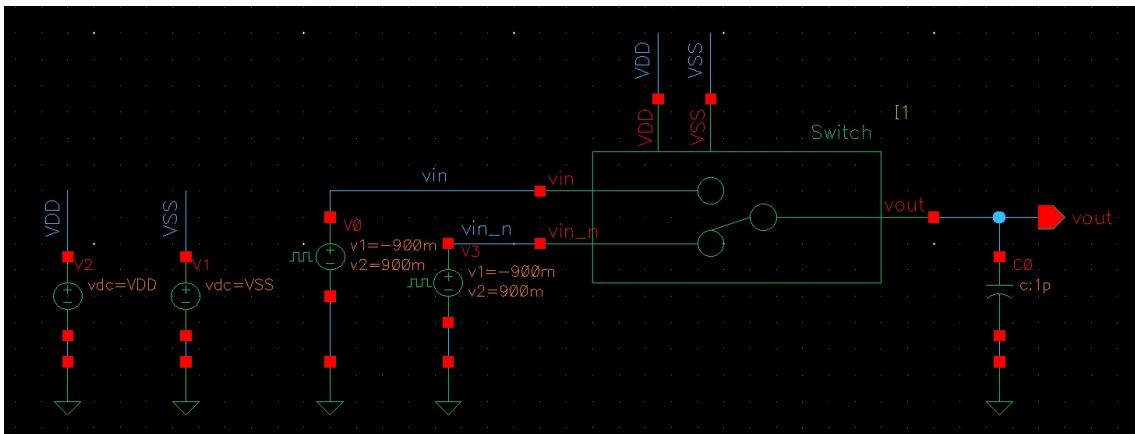 VDD
VSS
I1
Switch
VDD
VSS
vin
vin
VDD
VSS
vin_n
vin_n
vout
vout
V2
vdc=VDD
V1
vdc=VSS
V0
v1=-900m
v2=900m
V3
v1=-900m
v2=900m
C0
c:1p